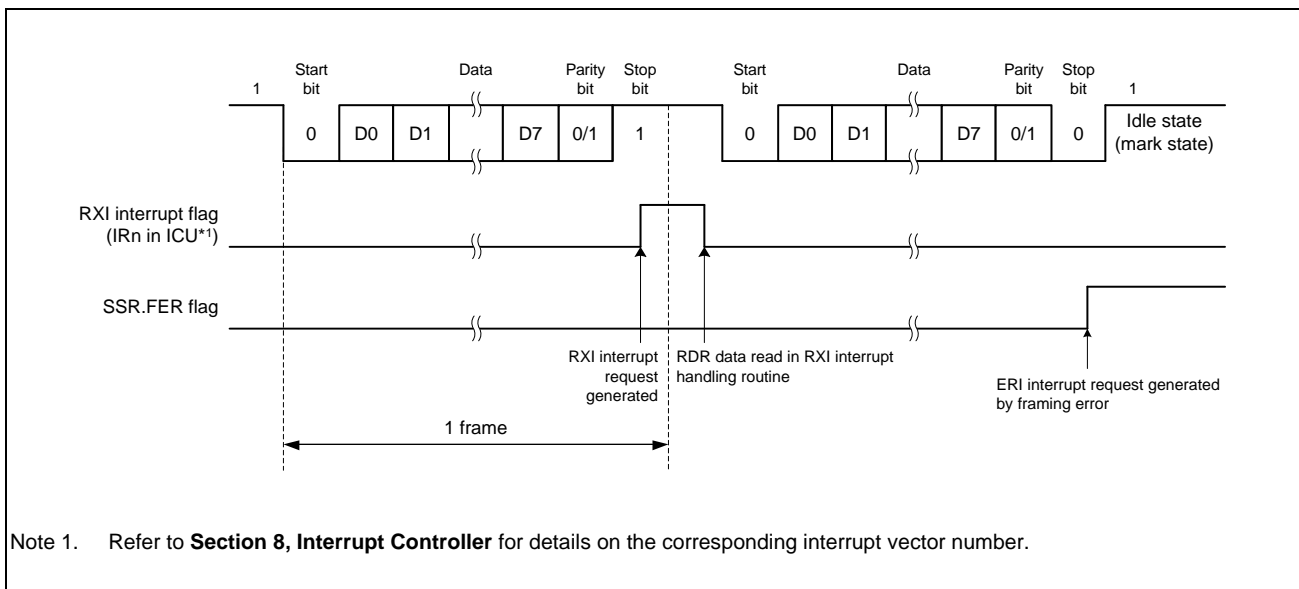 Start bit
Data
Parity bit
Stop bit
Start bit
Data
Parity bit
Stop bit
1
1
0
D0
D1
D7
0/1
1
0
D0
D1
D7
0/1
0
Idle state
(mark state)
RXI interrupt flag
(IRn in ICU*1)
SSR.FER flag
RXI interrupt
request
generated
RDR data read in RXI interrupt
handling routine
ERI interrupt request generated
by framing error
1 frame
Note 1. Refer to Section 8, Interrupt Controller for details on the corresponding interrupt vector number.